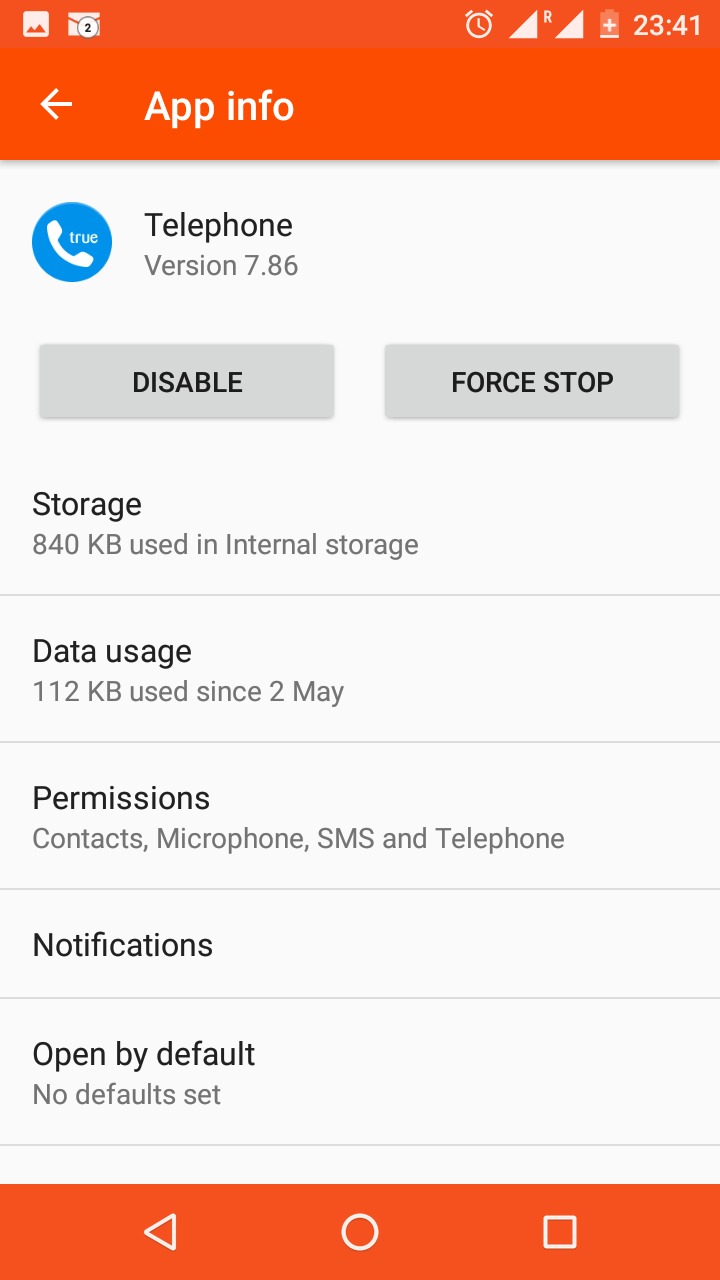 2 R 23:41
App info
true
Telephone
Version 7.86
DISABLE FORCE STOP
Storage
840 KB used in Internal storage
Data usage
112 KB used since 2 May
Permissions
Contacts, Microphone, SMS and Telephone
Notifications
Open by default
No defaults set